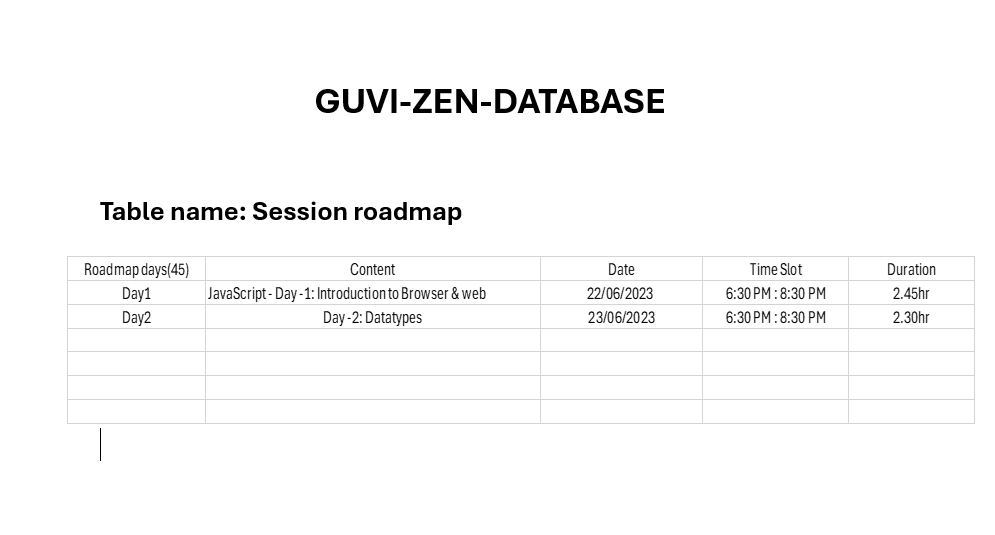 GUVI-ZEN-DATABASE
Table name: Session roadmap
Roadmap days(45) Content Date Time Slot Duration
Day1 JavaScript - Day -1: Introduction to Browser & web 22/06/2023 6:30 PM : 8:30 PM 2.45hr
Day2 Day -2: Datatypes 23/06/2023 6:30 PM : 8:30 PM 2.30hr